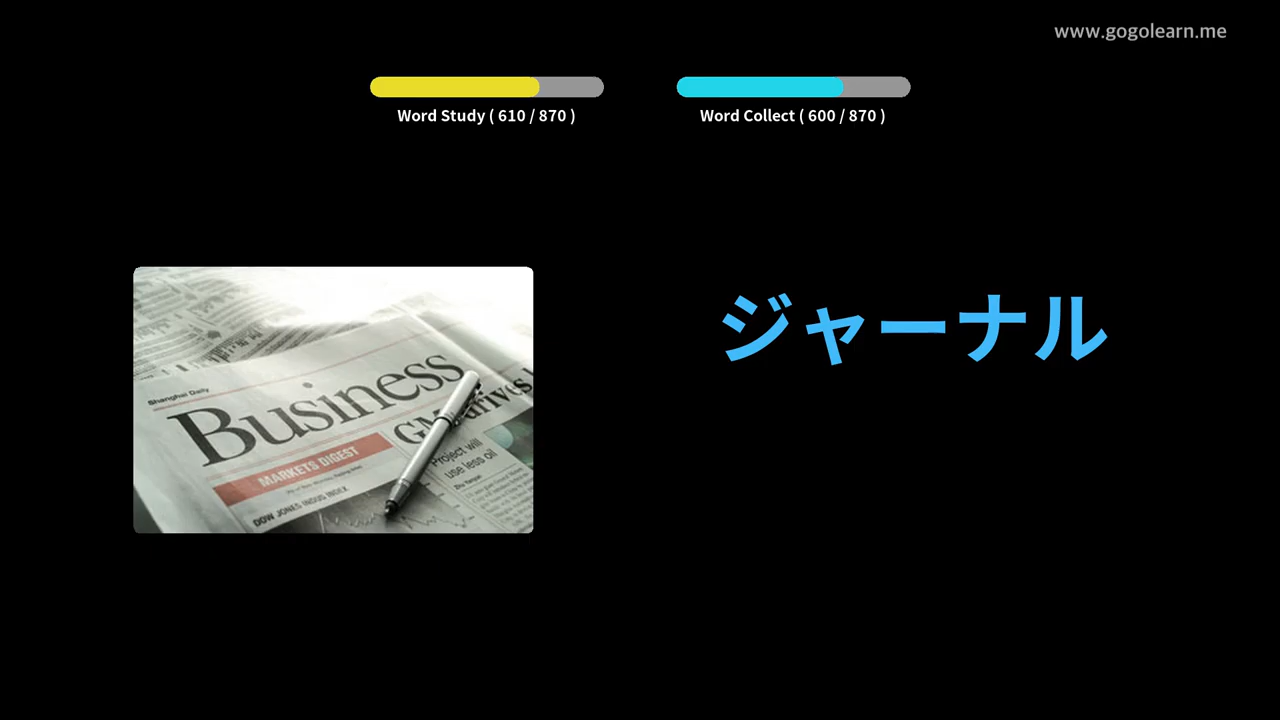 www.gogolearn.me
Word Study ( 610 / 870 )
Word Collect ( 600 / 870 )
ジャーナル
Shanghai Daily
Business
MARKETS DIGEST
DOW JONES INDUS INDEX
GM drives
Project will
use less oil